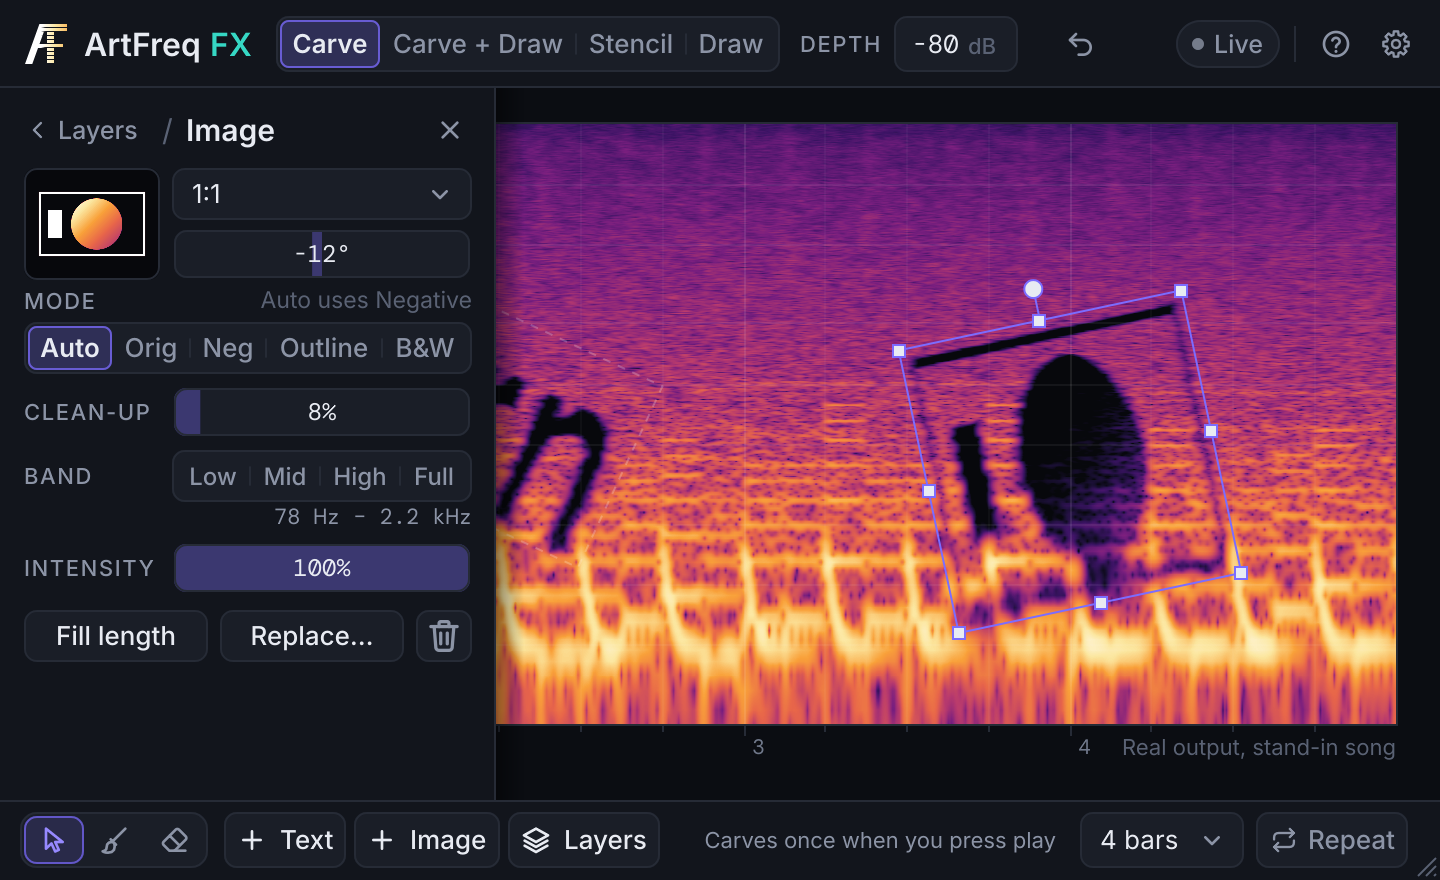 ArtFreq FX
Carve
Carve + Draw
Stencil
Draw
DEPTH
-80 dB
Live
Layers / Image
1:1
-12°
MODE
Auto uses Negative
Auto
Orig
Neg
Outline
B&W
CLEAN-UP
8%
BAND
Low
Mid
High
Full
78 Hz – 2.2 kHz
INTENSITY
100%
Fill length
Replace...
3
4
Real output, stand-in song
Text
Image
Layers
Carves once when you press play
4 bars
Repeat